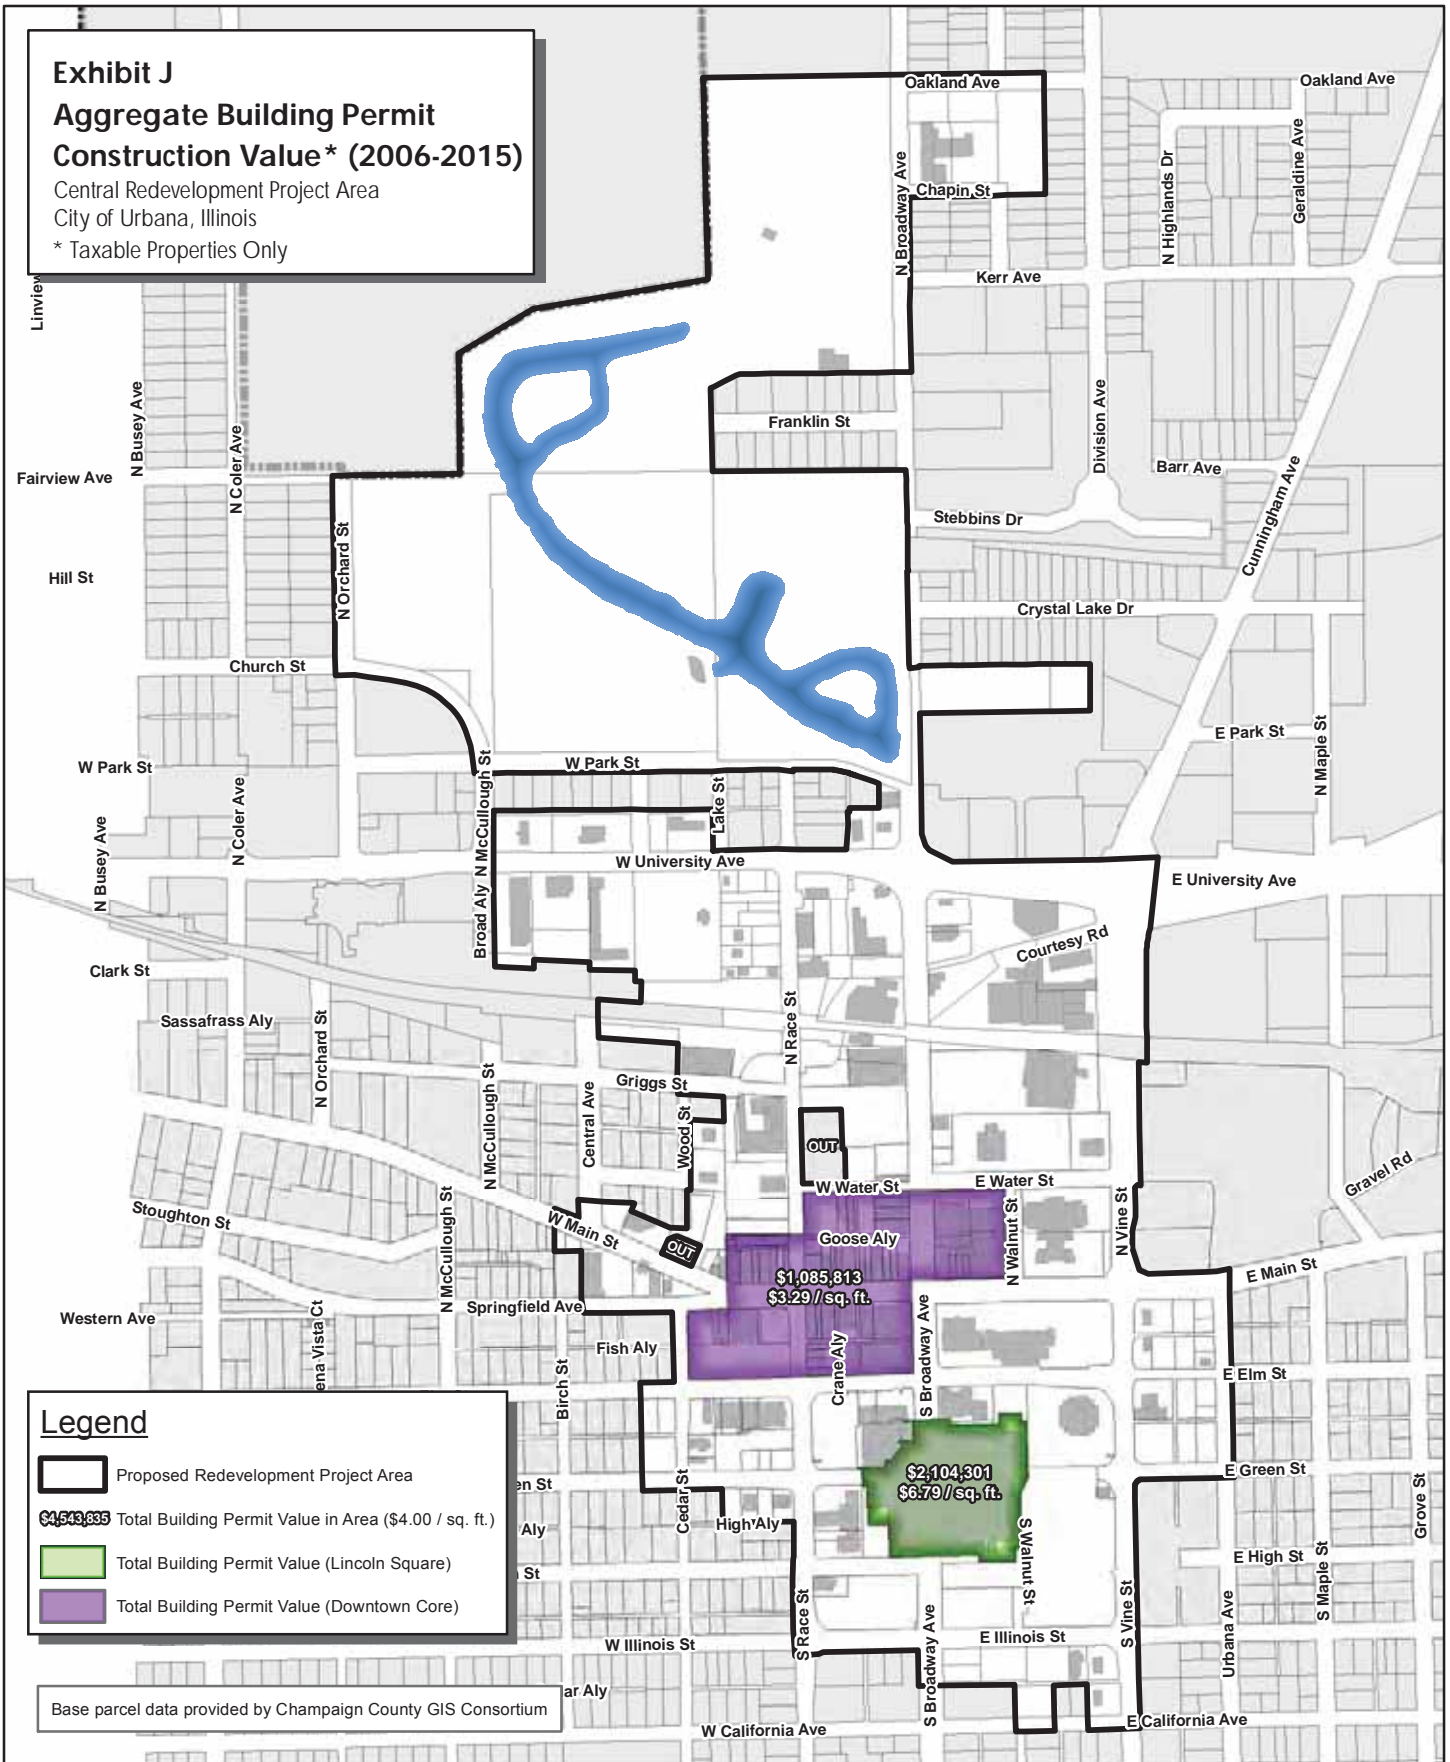 Exhibit J
Aggregate Building Permit
Construction Value* (2006-2015)
Central Redevelopment Project Area
City of Urbana, Illinois
* Taxable Properties Only
Oakland Ave
Oakland Ave
N Broadway Ave
Chapin St
N Highlands Dr
Geraldine Ave
Kerr Ave
N Busey Ave
N Coler Ave
Fairview Ave
Franklin St
Division Ave
Barr Ave
Cunningham Ave
Stebbins Dr
N Orchard St
Hill St
Crystal Lake Dr
Church St
E Park St
N Maple St
W Park St
W Park St
N McCullough St
Lake St
N Coler Ave
N Busey Ave
W University Ave
E University Ave
Broad Aly
Courtesy Rd
Clark St
Sassafrass Aly
N Orchard St
N Race St
N McCullough St
Griggs St
Central Ave
Wood St
OUT
Gravel Rd
W Water St
E Water St
Stoughton St
N McCullough St
W Main St
OUT
Goose Aly
N Walnut St
N Vine St
$1,085,813
$3.29 / sq. ft.
E Main St
Western Ave
ena Vista Ct
Springfield Ave
Fish Aly
Birch St
Crane Aly
S Broadway Ave
E Elm St
Legend
Proposed Redevelopment Project Area
$4,543,835 Total Building Permit Value in Area ($4.00 / sq. ft.)
Total Building Permit Value (Lincoln Square)
Total Building Permit Value (Downtown Core)
$2,104,301
$6.79 / sq. ft.
en St
E Green St
Cedar St
High Aly
Aly
St
S Walnut St
E High St
S Maple St
Grove St
S Race St
S Broadway Ave
S Vine St
Urbana Ave
W Illinois St
E Illinois St
Base parcel data provided by Champaign County GIS Consortium
ar Aly
W California Ave
E California Ave